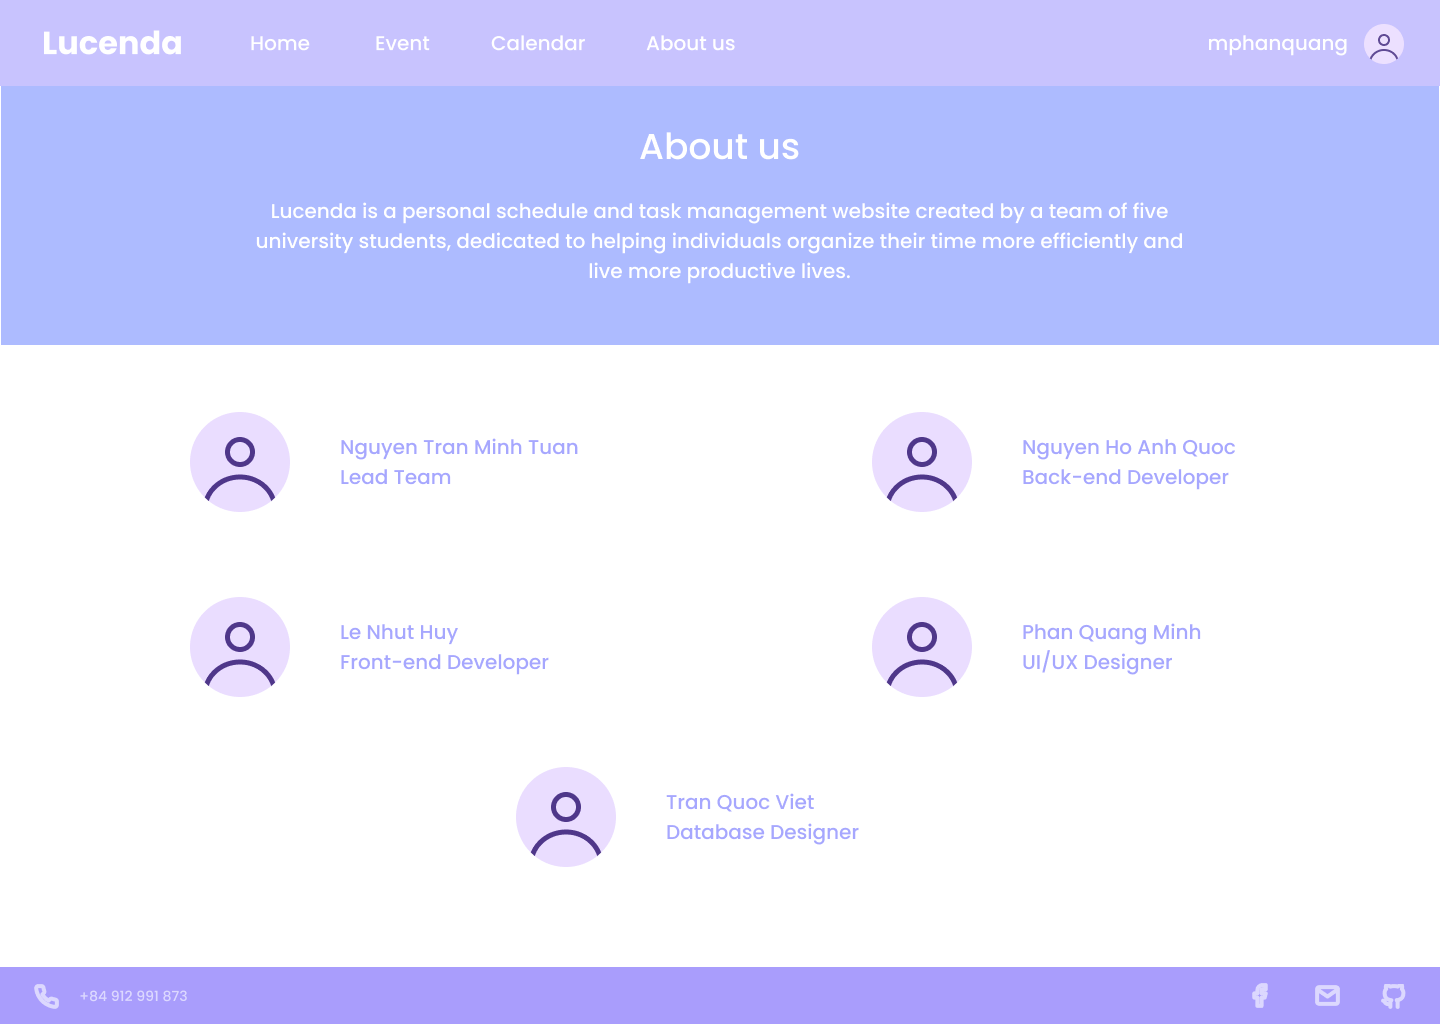 Lucenda
Home
Event
Calendar
About us
mphanquang
About us
Lucenda is a personal schedule and task management website created by a team of five
university students, dedicated to helping individuals organize their time more efficiently and
live more productive lives.
Nguyen Tran Minh Tuan
Lead Team
Nguyen Ho Anh Quoc
Back-end Developer
Le Nhut Huy
Front-end Developer
Phan Quang Minh
UI/UX Designer
Tran Quoc Viet
Database Designer
+84 912 991 873